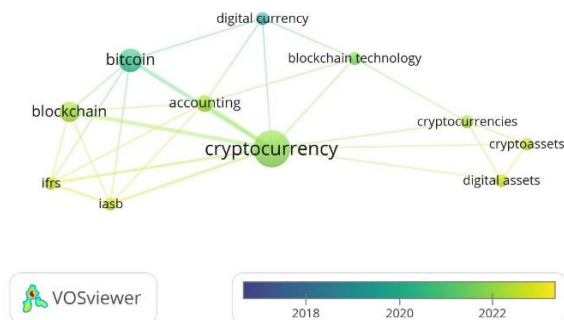 digital currency
bitcoin
blockchain technology
accounting
blockchain
cryptocurrencies
cryptocurrency
cryptoassets
ifrs
digital assets
iasb
VOSviewer
2018
2020
2022